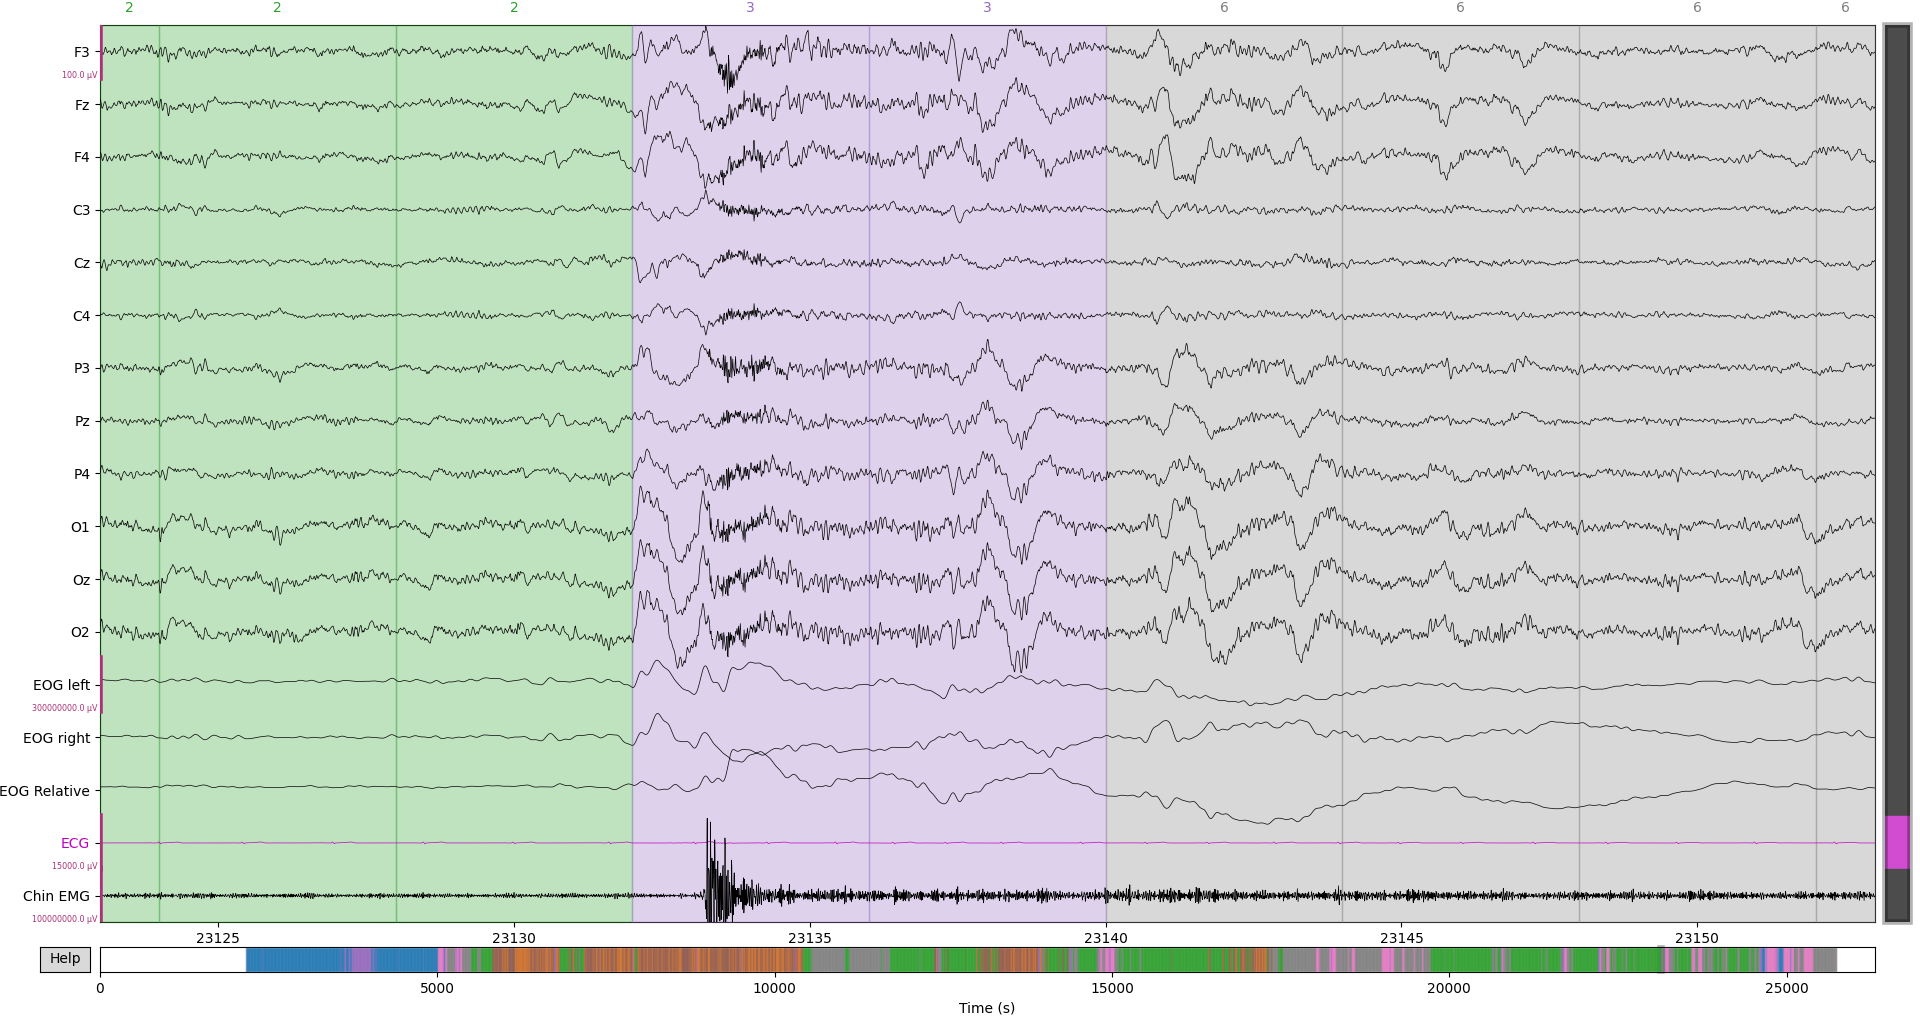 2 2 2 3 3 6 6 6 6
F3
100.0 µV
Fz
F4
C3
Cz
C4
P3
Pz
P4
O1
Oz
O2
EOG left
300000000.0 µV
EOG right
EOG Relative
ECG
15000.0 µV
Chin EMG
100000000.0 µV
23125 23130 23135 23140 23145 23150
Help
0 5000 10000 15000 20000 25000
Time (s)